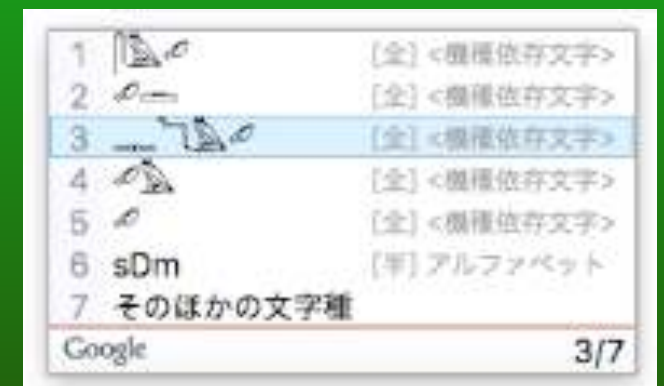 1 [全] <機種依存文字>
2 [全] <機種依存文字>
3 [全] <機種依存文字>
4 [全] <機種依存文字>
5 [全] <機種依存文字>
6 sDm [半] アルファベット
7 そのほかの文字種
Google 3/7